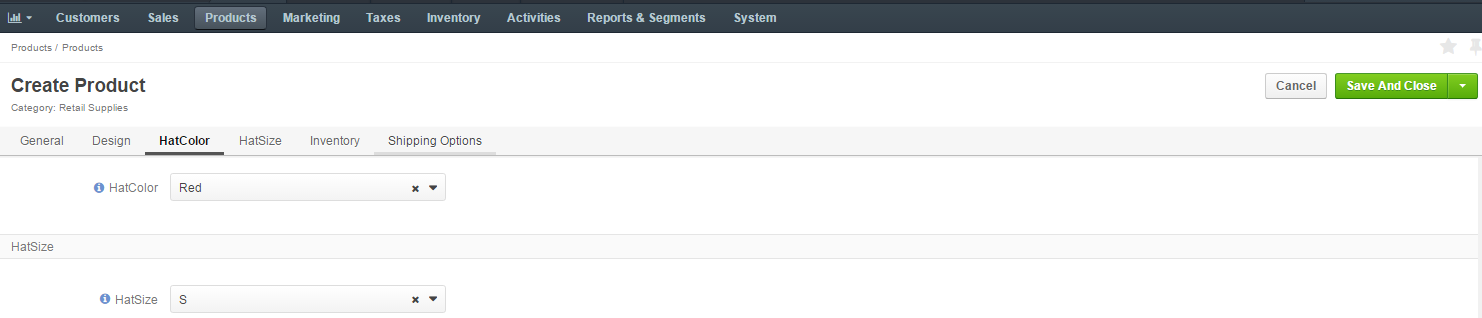 Customers Sales Products Marketing Taxes Inventory Activities Reports & Segments System
Products / Products
Create Product
Cancel Save And Close
Category: Retail Supplies
General Design HatColor HatSize Inventory Shipping Options
HatColor Red
HatSize
HatSize S